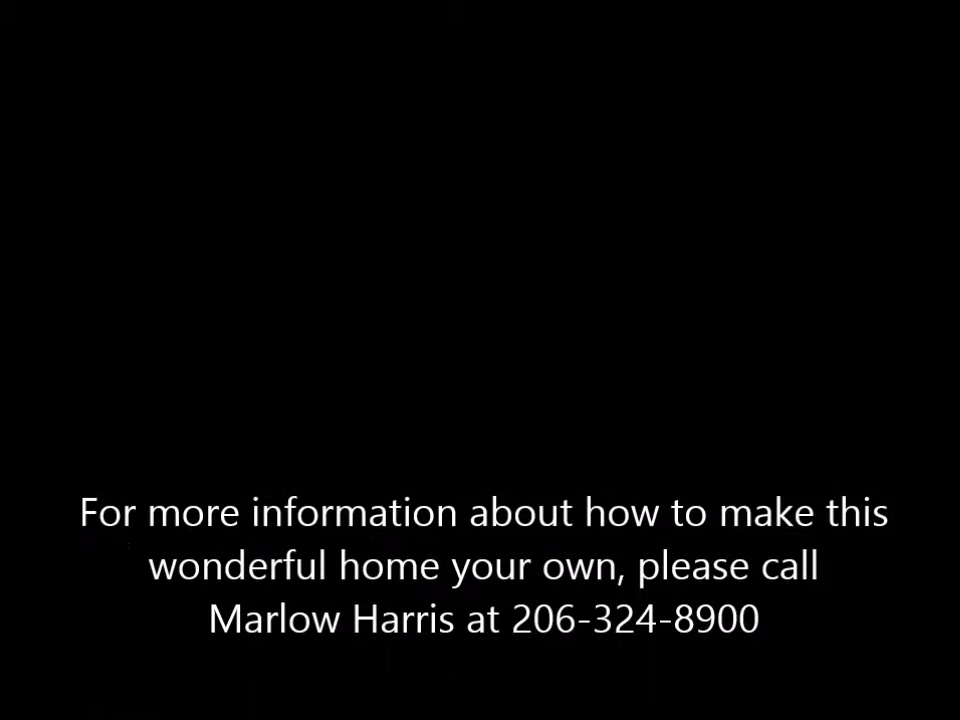 For more information about how to make this
wonderful home your own, please call
Marlow Harris at 206-324-8900